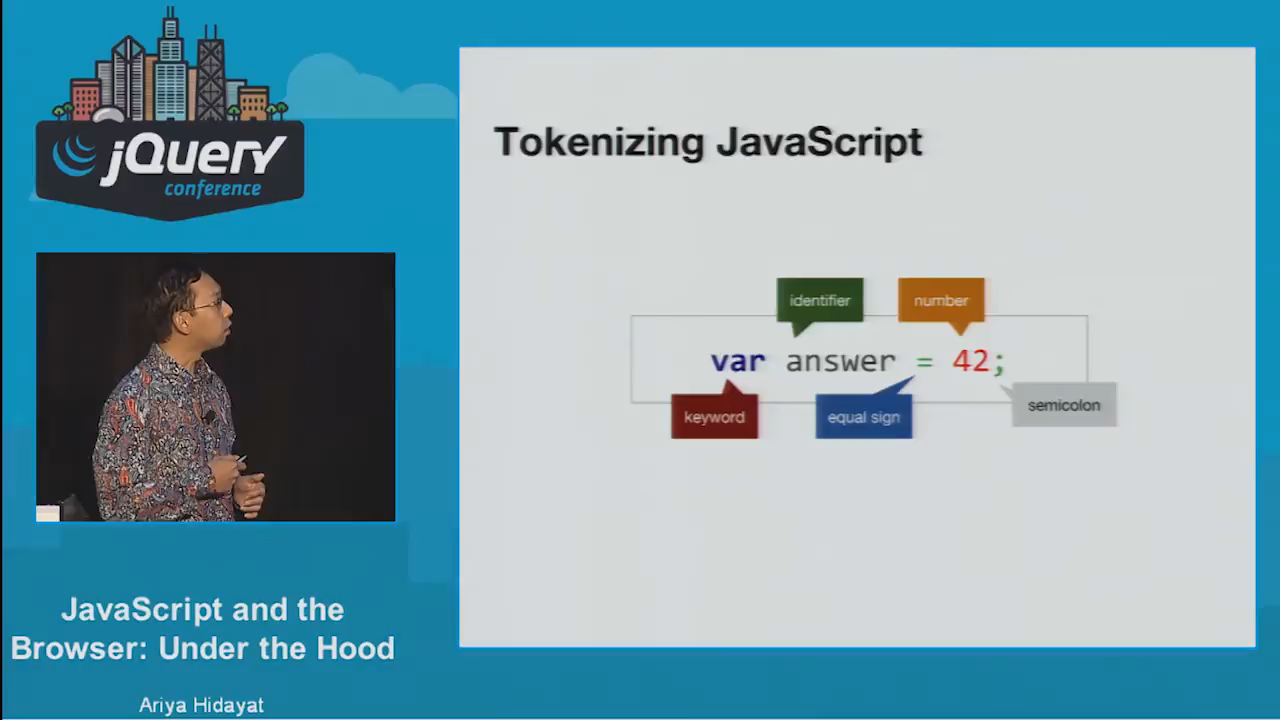 jQuery
conference
Tokenizing JavaScript
identifier
number
var answer = 42;
keyword
equal sign
semicolon
JavaScript and the
Browser: Under the Hood
Ariya Hidayat